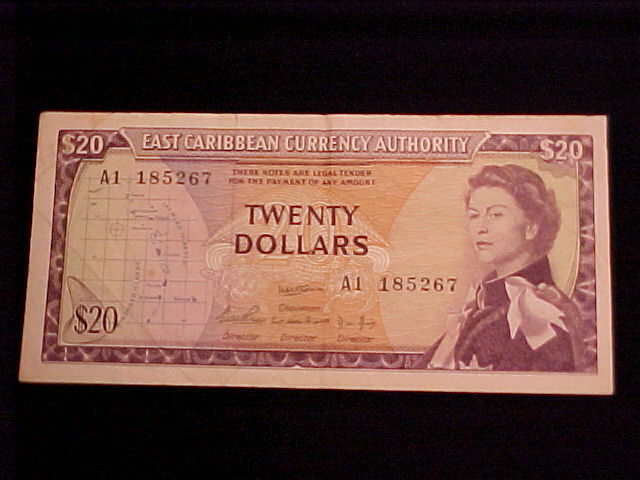 $20 EAST CARIBBEAN CURRENCY AUTHORITY $20
A1 185267
THESE NOTES ARE LEGAL TENDER
FOR THE PAYMENT OF ANY AMOUNT
TWENTY
DOLLARS
A1 185267
$20
Chairman
Director Director Director